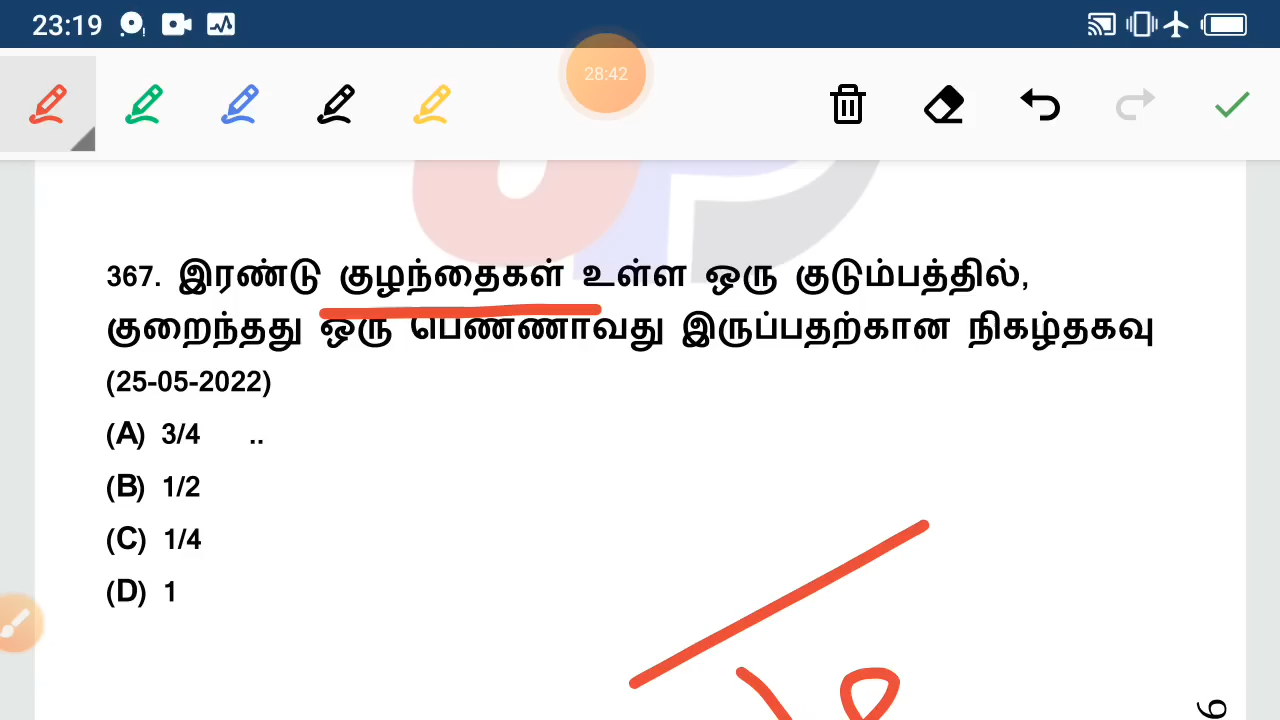 23:19
28:42
367. இரண்டு குழந்தைகள் உள்ள ஒரு குடும்பத்தில்,
குறைந்தது ஒரு பெண்ணாவது இருப்பதற்கான நிகழ்தகவு
(25-05-2022)
(A) 3/4 ..
(B) 1/2
(C) 1/4
(D) 1